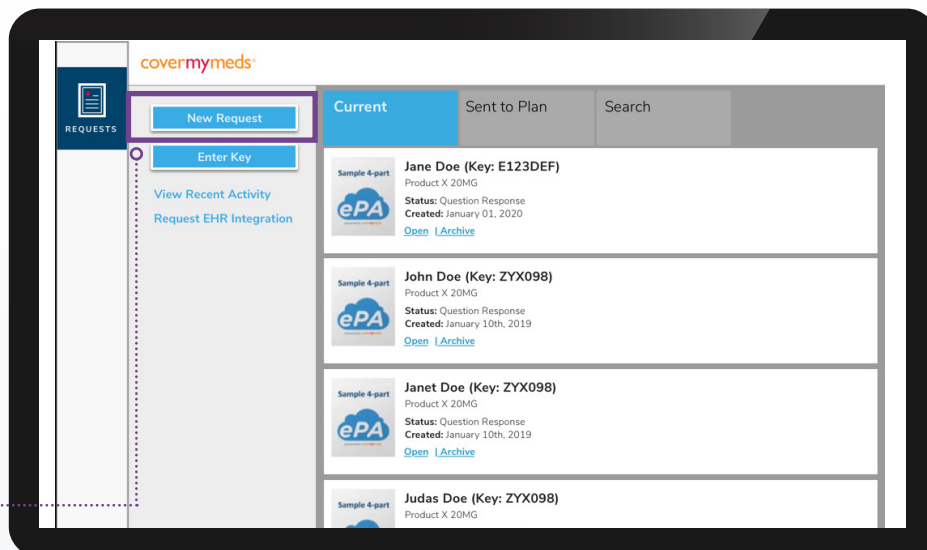 covermymeds®
REQUESTS
New Request
Enter Key
View Recent Activity
Request EHR Integration
Current
Sent to Plan
Search
Sample 4-part
ePA
Jane Doe (Key: E123DEF)
Product X 20MG
Status: Question Response
Created: January 01, 2020
Open | Archive
Sample 4-part
ePA
John Doe (Key: ZYX098)
Product X 20MG
Status: Question Response
Created: January 10th, 2019
Open | Archive
Sample 4-part
ePA
Janet Doe (Key: ZYX098)
Product X 20MG
Status: Question Response
Created: January 10th, 2019
Open | Archive
Sample 4-part
Judas Doe (Key: ZYX098)
Product X 20MG